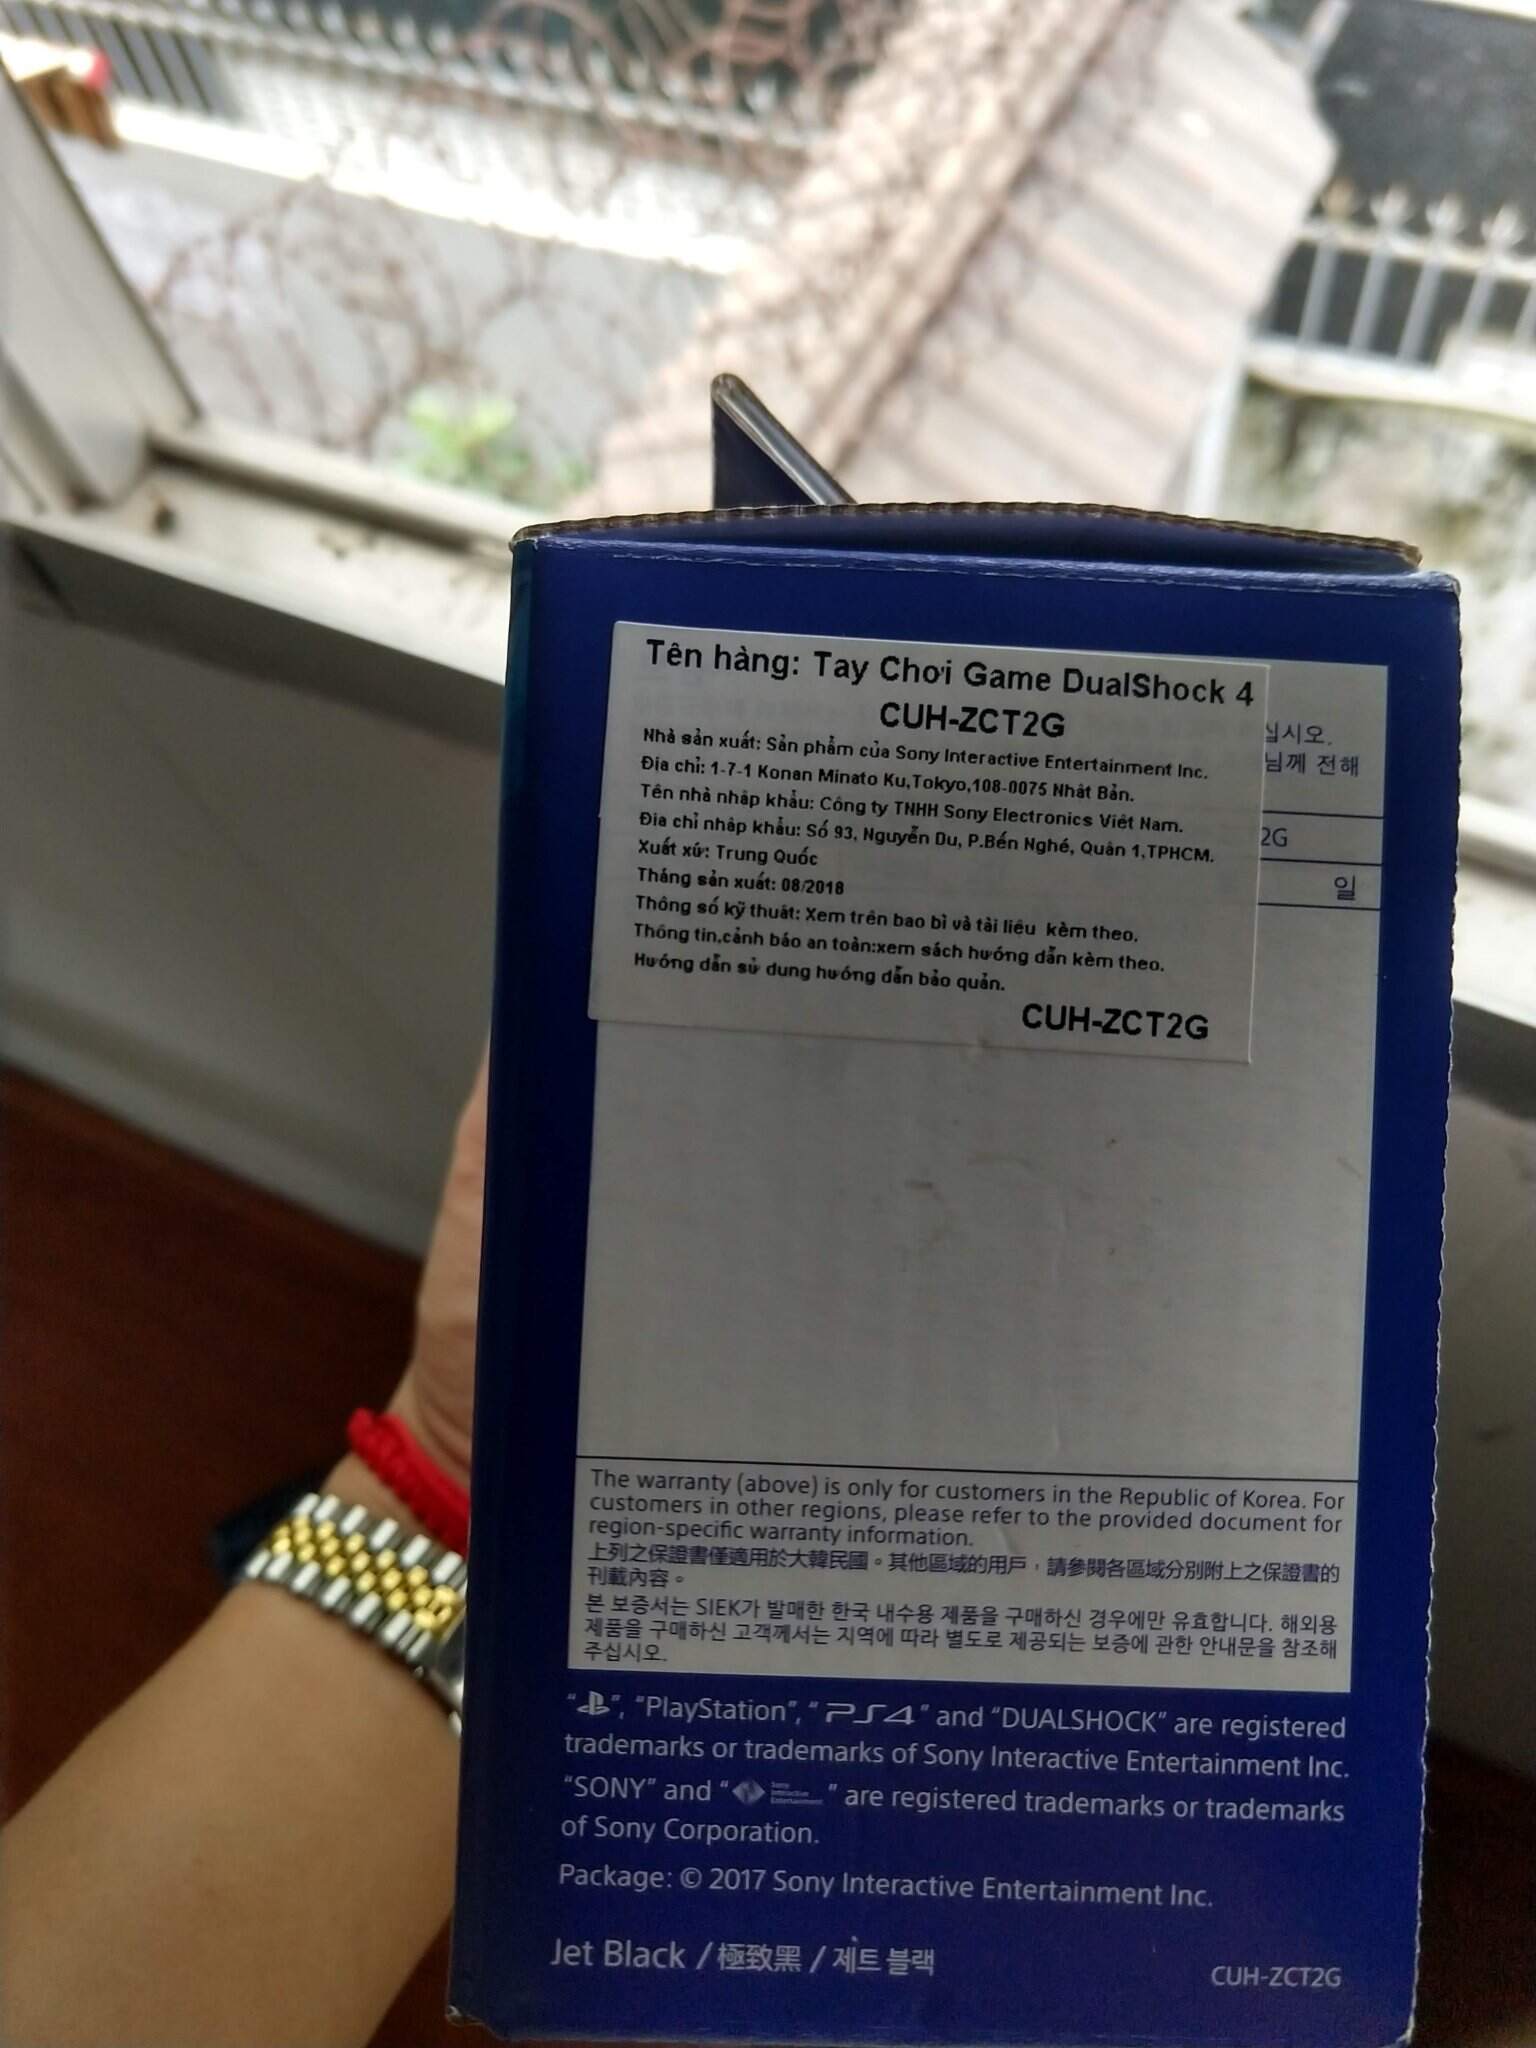 Tên hàng: Tay Chơi Game DualShock 4
CUH-ZCT2G
Nhà sản xuất: Sản phẩm của Sony Interactive Entertainment Inc.
Địa chỉ: 1-7-1 Konan Minato Ku,Tokyo,108-0075 Nhật Bản.
Tên nhà nhập khẩu: Công ty TNHH Sony Electronics Việt Nam.
Địa chỉ nhập khẩu: Số 93, Nguyễn Du, P.Bến Nghé, Quận 1,TPHCM.
Xuất xứ: Trung Quốc
Tháng sản xuất: 08/2018
Thông số kỹ thuật: Xem trên bao bì và tài liệu kèm theo.
Thông tin,cảnh báo an toàn:xem sách hướng dẫn kèm theo.
Hướng dẫn sử dụng hướng dẫn bảo quản.
CUH-ZCT2G
십시오.
님께 전해
2G
일
The warranty (above) is only for customers in the Republic of Korea. For
customers in other regions, please refer to the provided document for
region-specific warranty information.
上列之保證書僅適用於大韓民國。其他區域的用戶，請參閱各區域分別附上之保證書的
刊載內容。
본 보증서는 SIEK가 발매한 한국 내수용 제품을 구매하신 경우에만 유효합니다. 해외용
제품을 구매하신 고객께서는 지역에 따라 별도로 제공되는 보증에 관한 안내문을 참조해
주십시오.
“ ”, “PlayStation”, “PS4” and “DUALSHOCK” are registered
trademarks or trademarks of Sony Interactive Entertainment Inc.
“SONY” and “ Sony Interactive Entertainment ” are registered trademarks or trademarks
of Sony Corporation.
Package: © 2017 Sony Interactive Entertainment Inc.
Jet Black / 極致黑 / 제트 블랙
CUH-ZCT2G